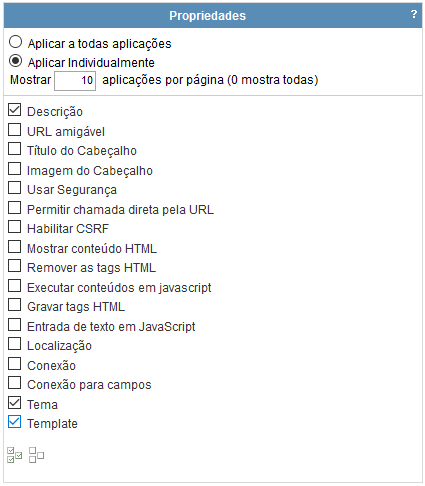 Propriedades
?
Aplicar a todas aplicações
Aplicar Individualmente
Mostrar 10 aplicações por página (0 mostra todas)
Descrição
URL amigável
Título do Cabeçalho
Imagem do Cabeçalho
Usar Segurança
Permitir chamada direta pela URL
Habilitar CSRF
Mostrar conteúdo HTML
Remover as tags HTML
Executar conteúdos em javascript
Gravar tags HTML
Entrada de texto em JavaScript
Localização
Conexão
Conexão para campos
Tema
Template